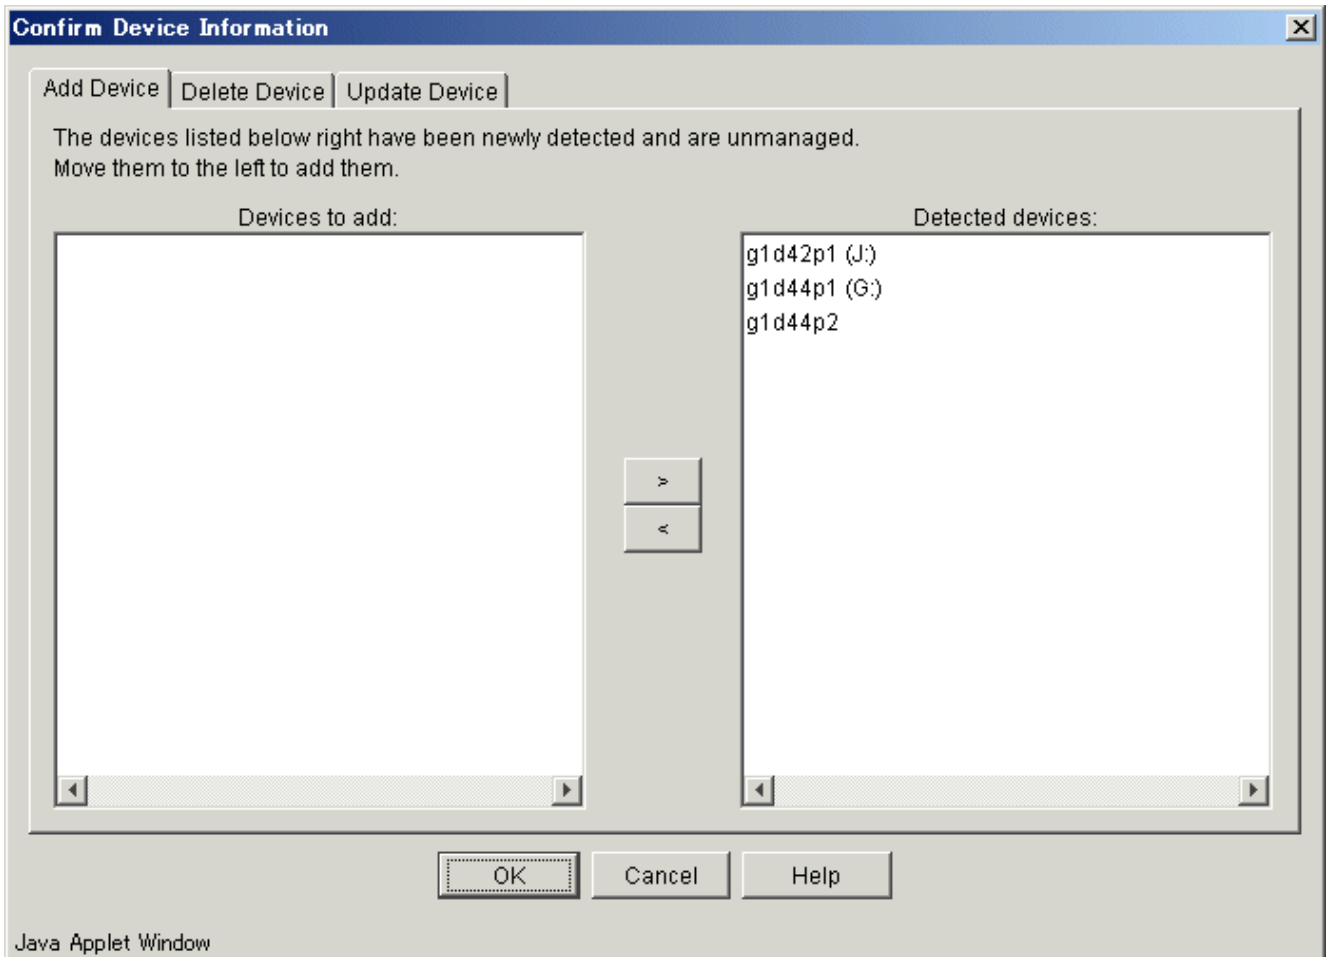 Confirm Device Information
Add Device Delete Device Update Device
The devices listed below right have been newly detected and are unmanaged.
Move them to the left to add them.
Devices to add:
Detected devices:
g1d42p1 (J:)
g1d44p1 (G:)
g1d44p2
>
<
OK Cancel Help
Java Applet Window